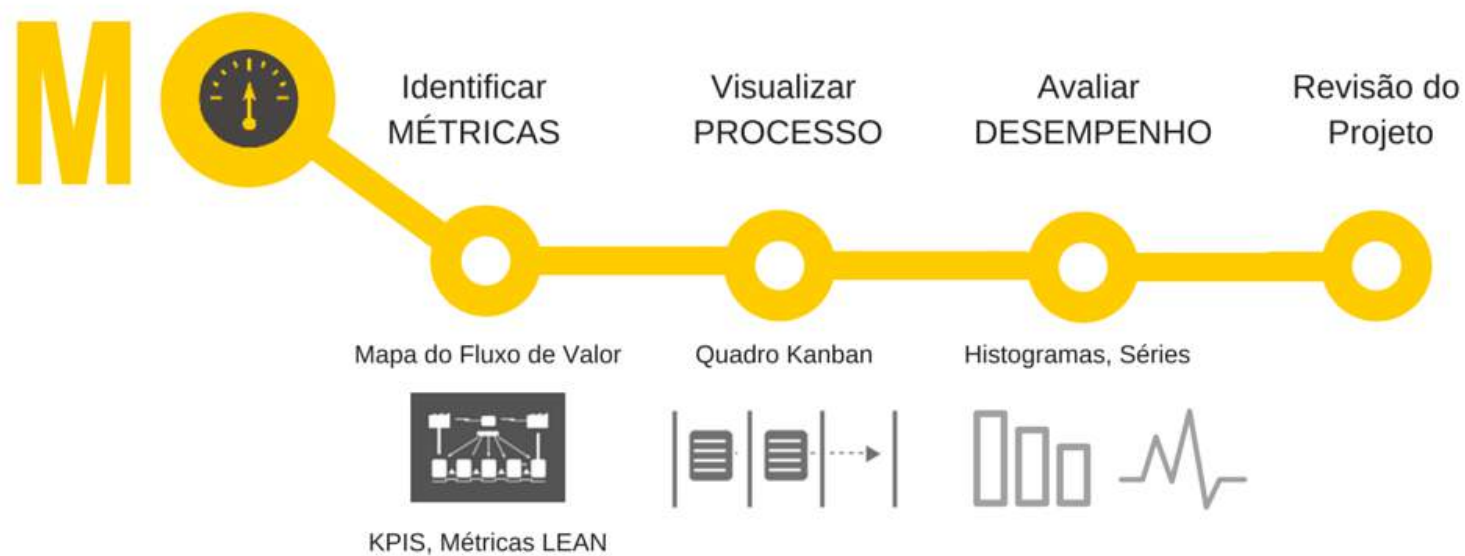 M
Identificar
MÉTRICAS
Visualizar
PROCESSO
Avaliar
DESEMPENHO
Revisão do
Projeto
Mapa do Fluxo de Valor
Quadro Kanban
Histogramas, Séries
KPIS, Métricas LEAN